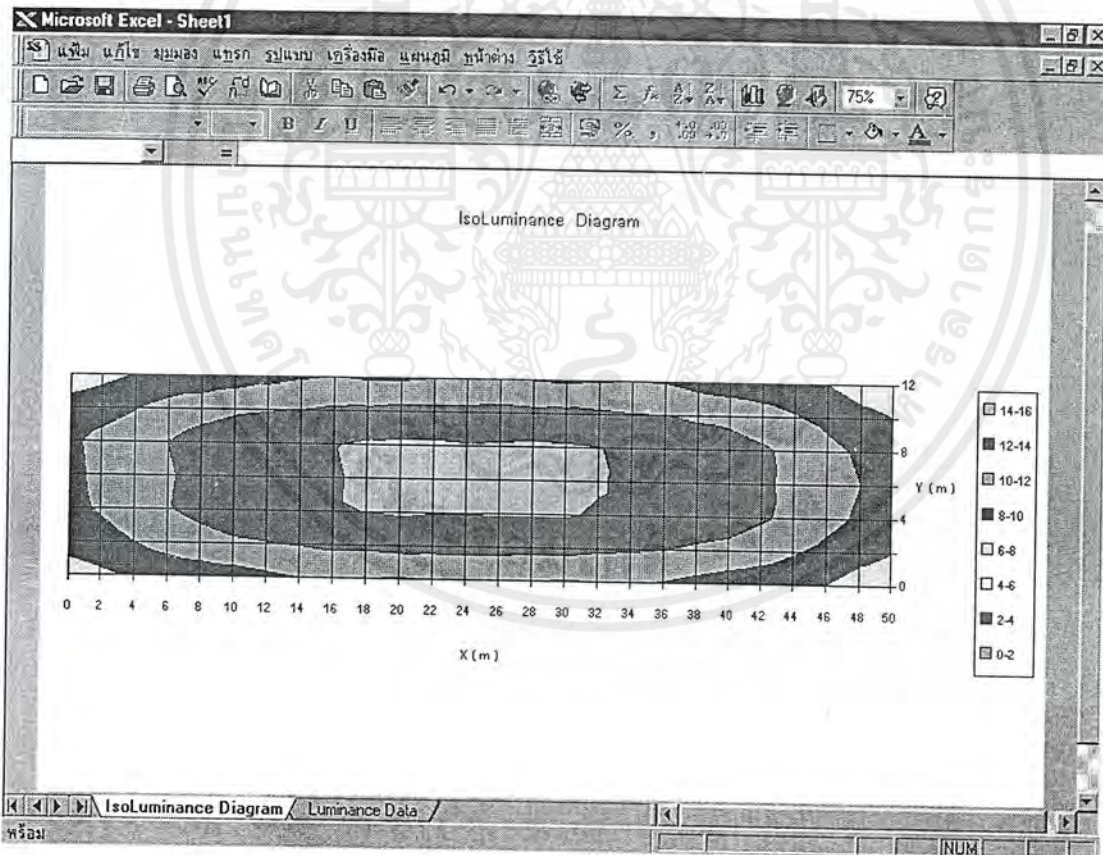 Microsoft Excel - Sheet1
แฟ้ม แก้ไข มุมมอง แทรก รูปแบบ เครื่องมือ แผนภูมิ หน้าต่าง วิธีใช้
75%
B I U
=
IsoLuminance Diagram
12
8
4
0
Y (m)
0 2 4 6 8 10 12 14 16 18 20 22 24 26 28 30 32 34 36 38 40 42 44 46 48 50
X (m)
14-16
12-14
10-12
8-10
6-8
4-6
2-4
0-2
IsoLuminance Diagram
Luminance Data
พร้อม
NUM